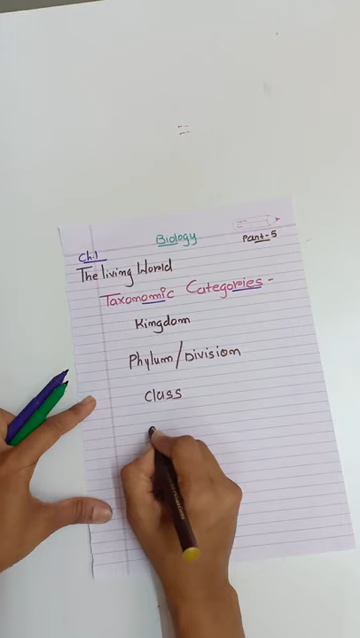 Biology
Part-5
Ch.1
The living World
Taxonomic Categories -
Kingdom
Phylum/Division
Class